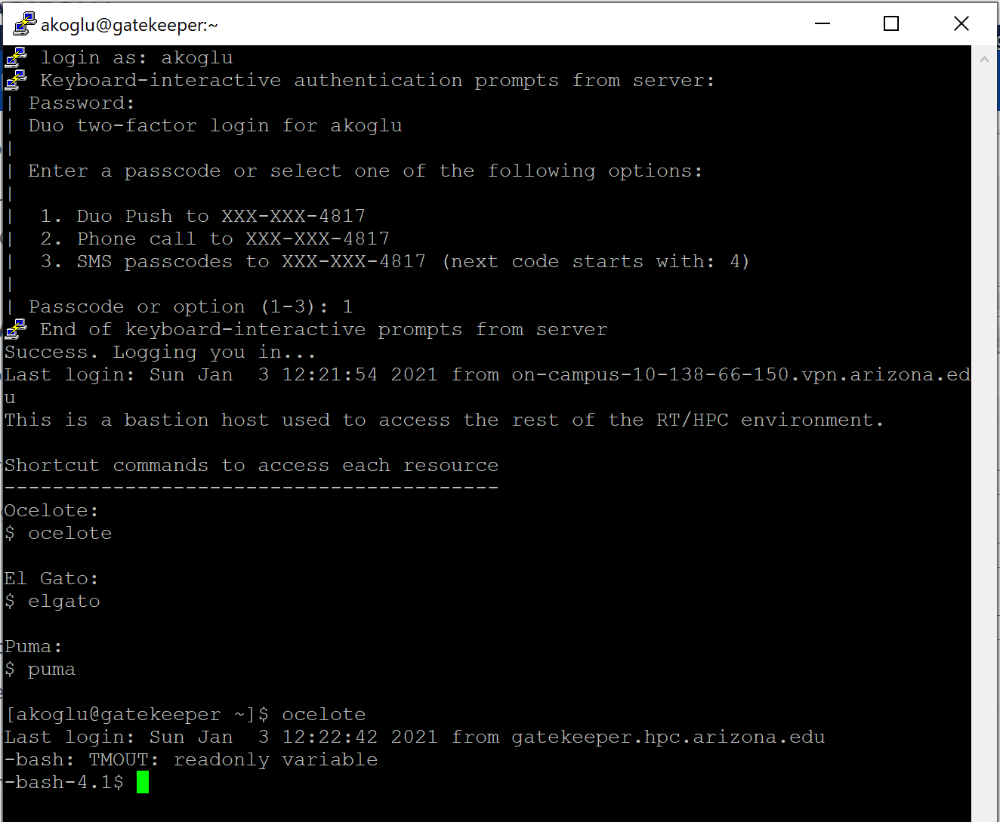 akoglu@gatekeeper:~
login as: akoglu
Keyboard-interactive authentication prompts from server:
| Password:
| Duo two-factor login for akoglu
|
| Enter a passcode or select one of the following options:
|
|  1. Duo Push to XXX-XXX-4817
|  2. Phone call to XXX-XXX-4817
|  3. SMS passcodes to XXX-XXX-4817 (next code starts with: 4)
|
| Passcode or option (1-3): 1
End of keyboard-interactive prompts from server
Success. Logging you in...
Last login: Sun Jan  3 12:21:54 2021 from on-campus-10-138-66-150.vpn.arizona.ed
u
This is a bastion host used to access the rest of the RT/HPC environment.
Shortcut commands to access each resource
-----------------------------------------
Ocelote:
$ ocelote
El Gato:
$ elgato
Puma:
$ puma
[akoglu@gatekeeper ~]$ ocelote
Last login: Sun Jan  3 12:22:42 2021 from gatekeeper.hpc.arizona.edu
-bash: TMOUT: readonly variable
-bash-4.1$